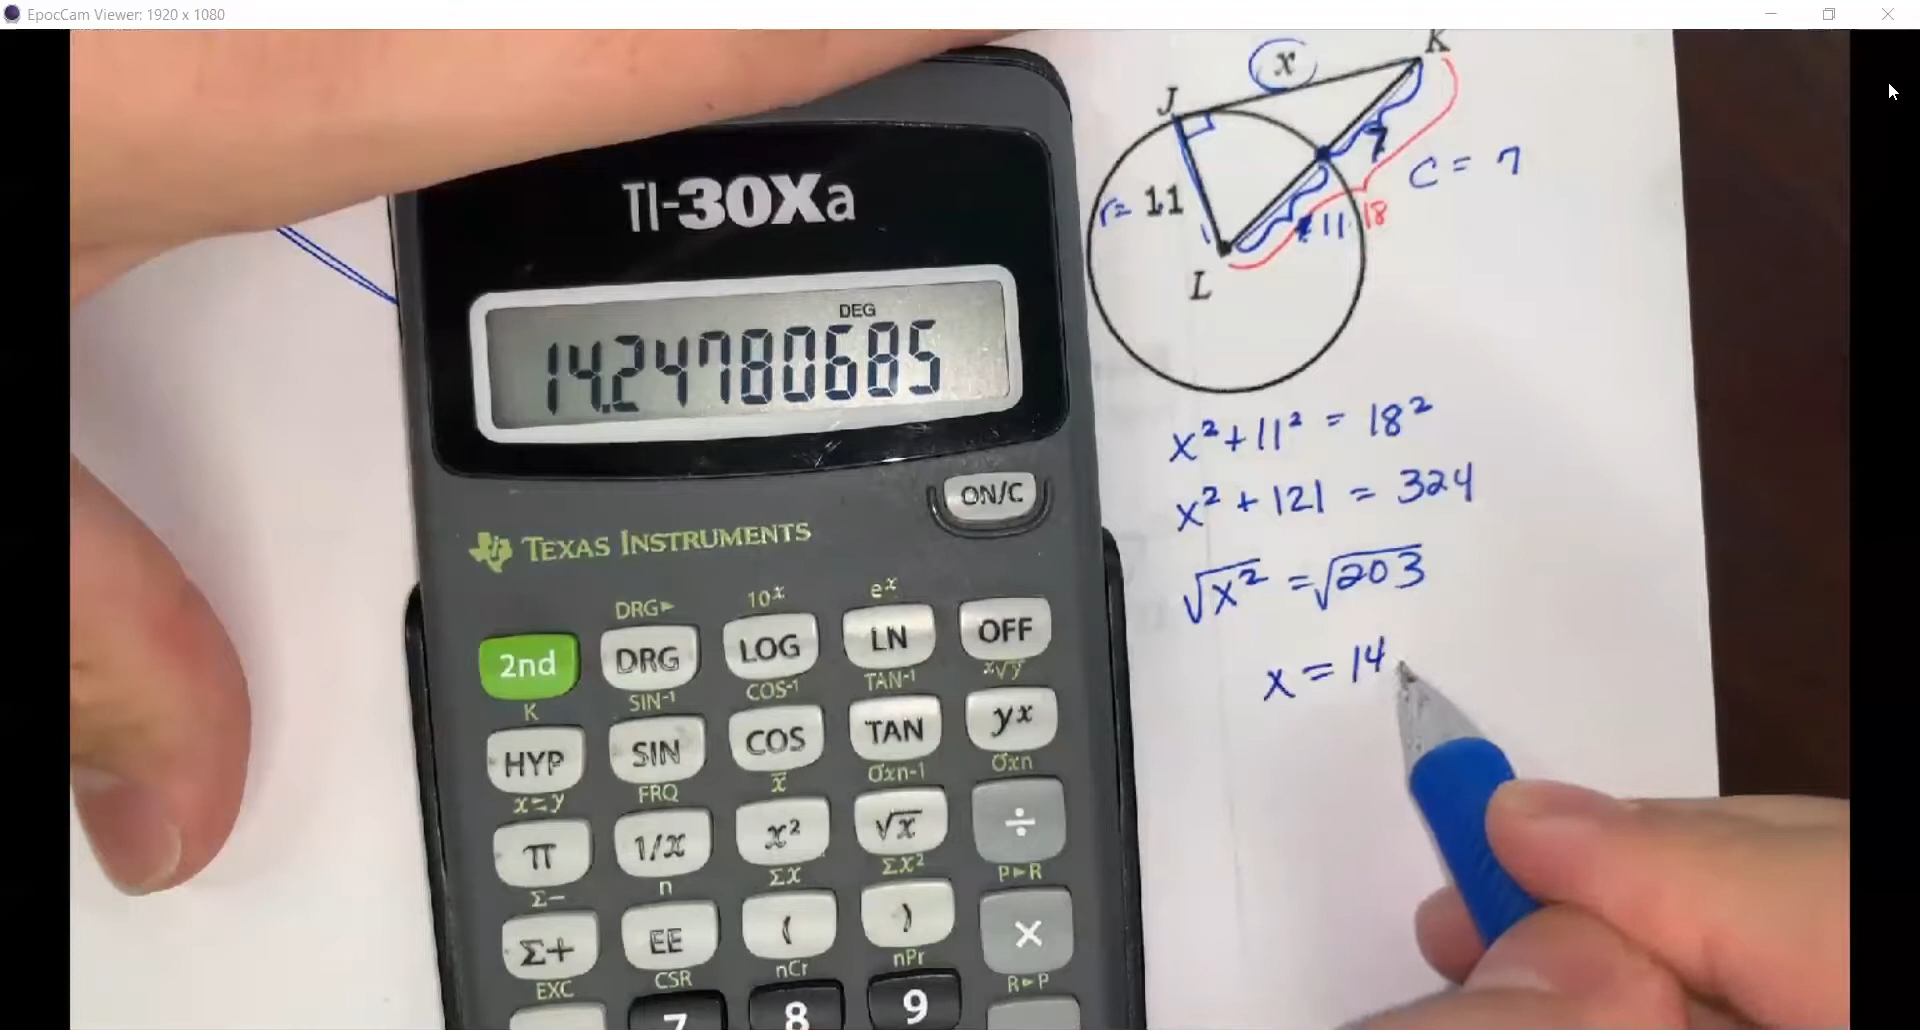 EpocCam Viewer: 1920 x 1080
TI-30Xa
DEG
14.24780685
ON/C
TEXAS INSTRUMENTS
DRG► 10ˣ eˣ
2nd DRG LOG LN OFF
K SIN⁻¹ COS⁻¹ TAN⁻¹ ˣ√y
HYP SIN COS TAN yˣ
x⇄y FRQ x̄ σxn-1 σxn
π 1/x x² √x ÷
Σ− n Σx Σx² P►R
Σ+ EE ( ) ×
EXC CSR nCr nPr R►P
7 8 9
K
x
J
7
C = 7
r= 11
11 18
L
x² + 11² = 18²
x² + 121 = 324
√x² = √203
x = 14